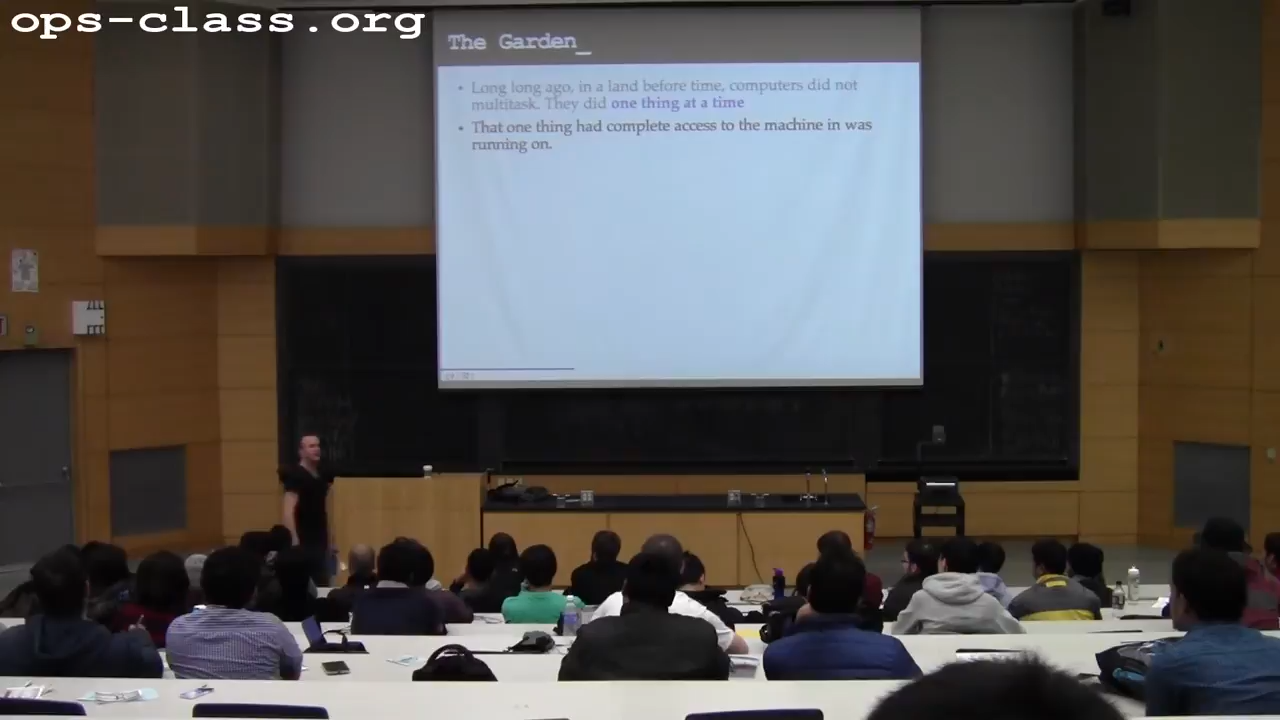 ops-class.org
The Garden_
• Long long ago, in a land before time, computers did not
multitask. They did one thing at a time
• That one thing had complete access to the machine in was
running on.